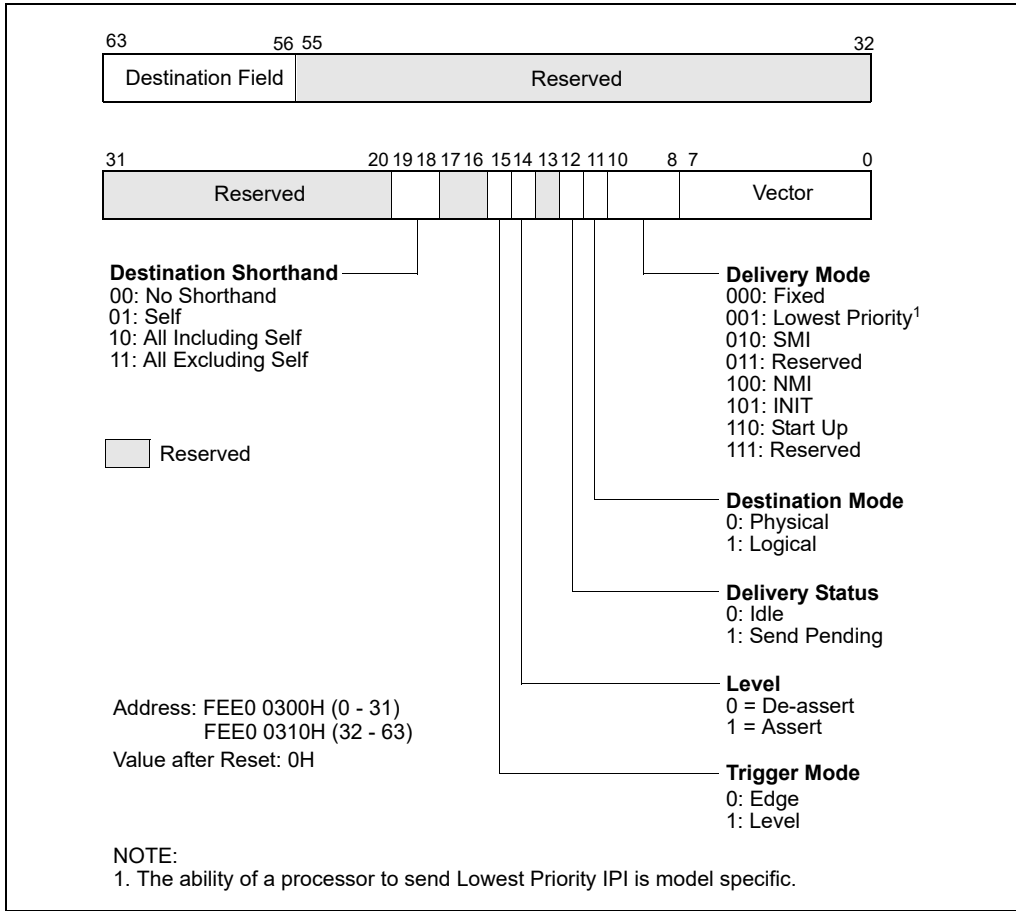 63 56 55 32
Destination Field Reserved
31 20 19 18 17 16 15 14 13 12 11 10 8 7 0
Reserved Vector
Destination Shorthand
00: No Shorthand
01: Self
10: All Including Self
11: All Excluding Self
Reserved
Delivery Mode
000: Fixed
001: Lowest Priority1
010: SMI
011: Reserved
100: NMI
101: INIT
110: Start Up
111: Reserved
Destination Mode
0: Physical
1: Logical
Delivery Status
0: Idle
1: Send Pending
Level
0 = De-assert
1 = Assert
Trigger Mode
0: Edge
1: Level
Address: FEE0 0300H (0 - 31)
FEE0 0310H (32 - 63)
Value after Reset: 0H
NOTE:
1. The ability of a processor to send Lowest Priority IPI is model specific.